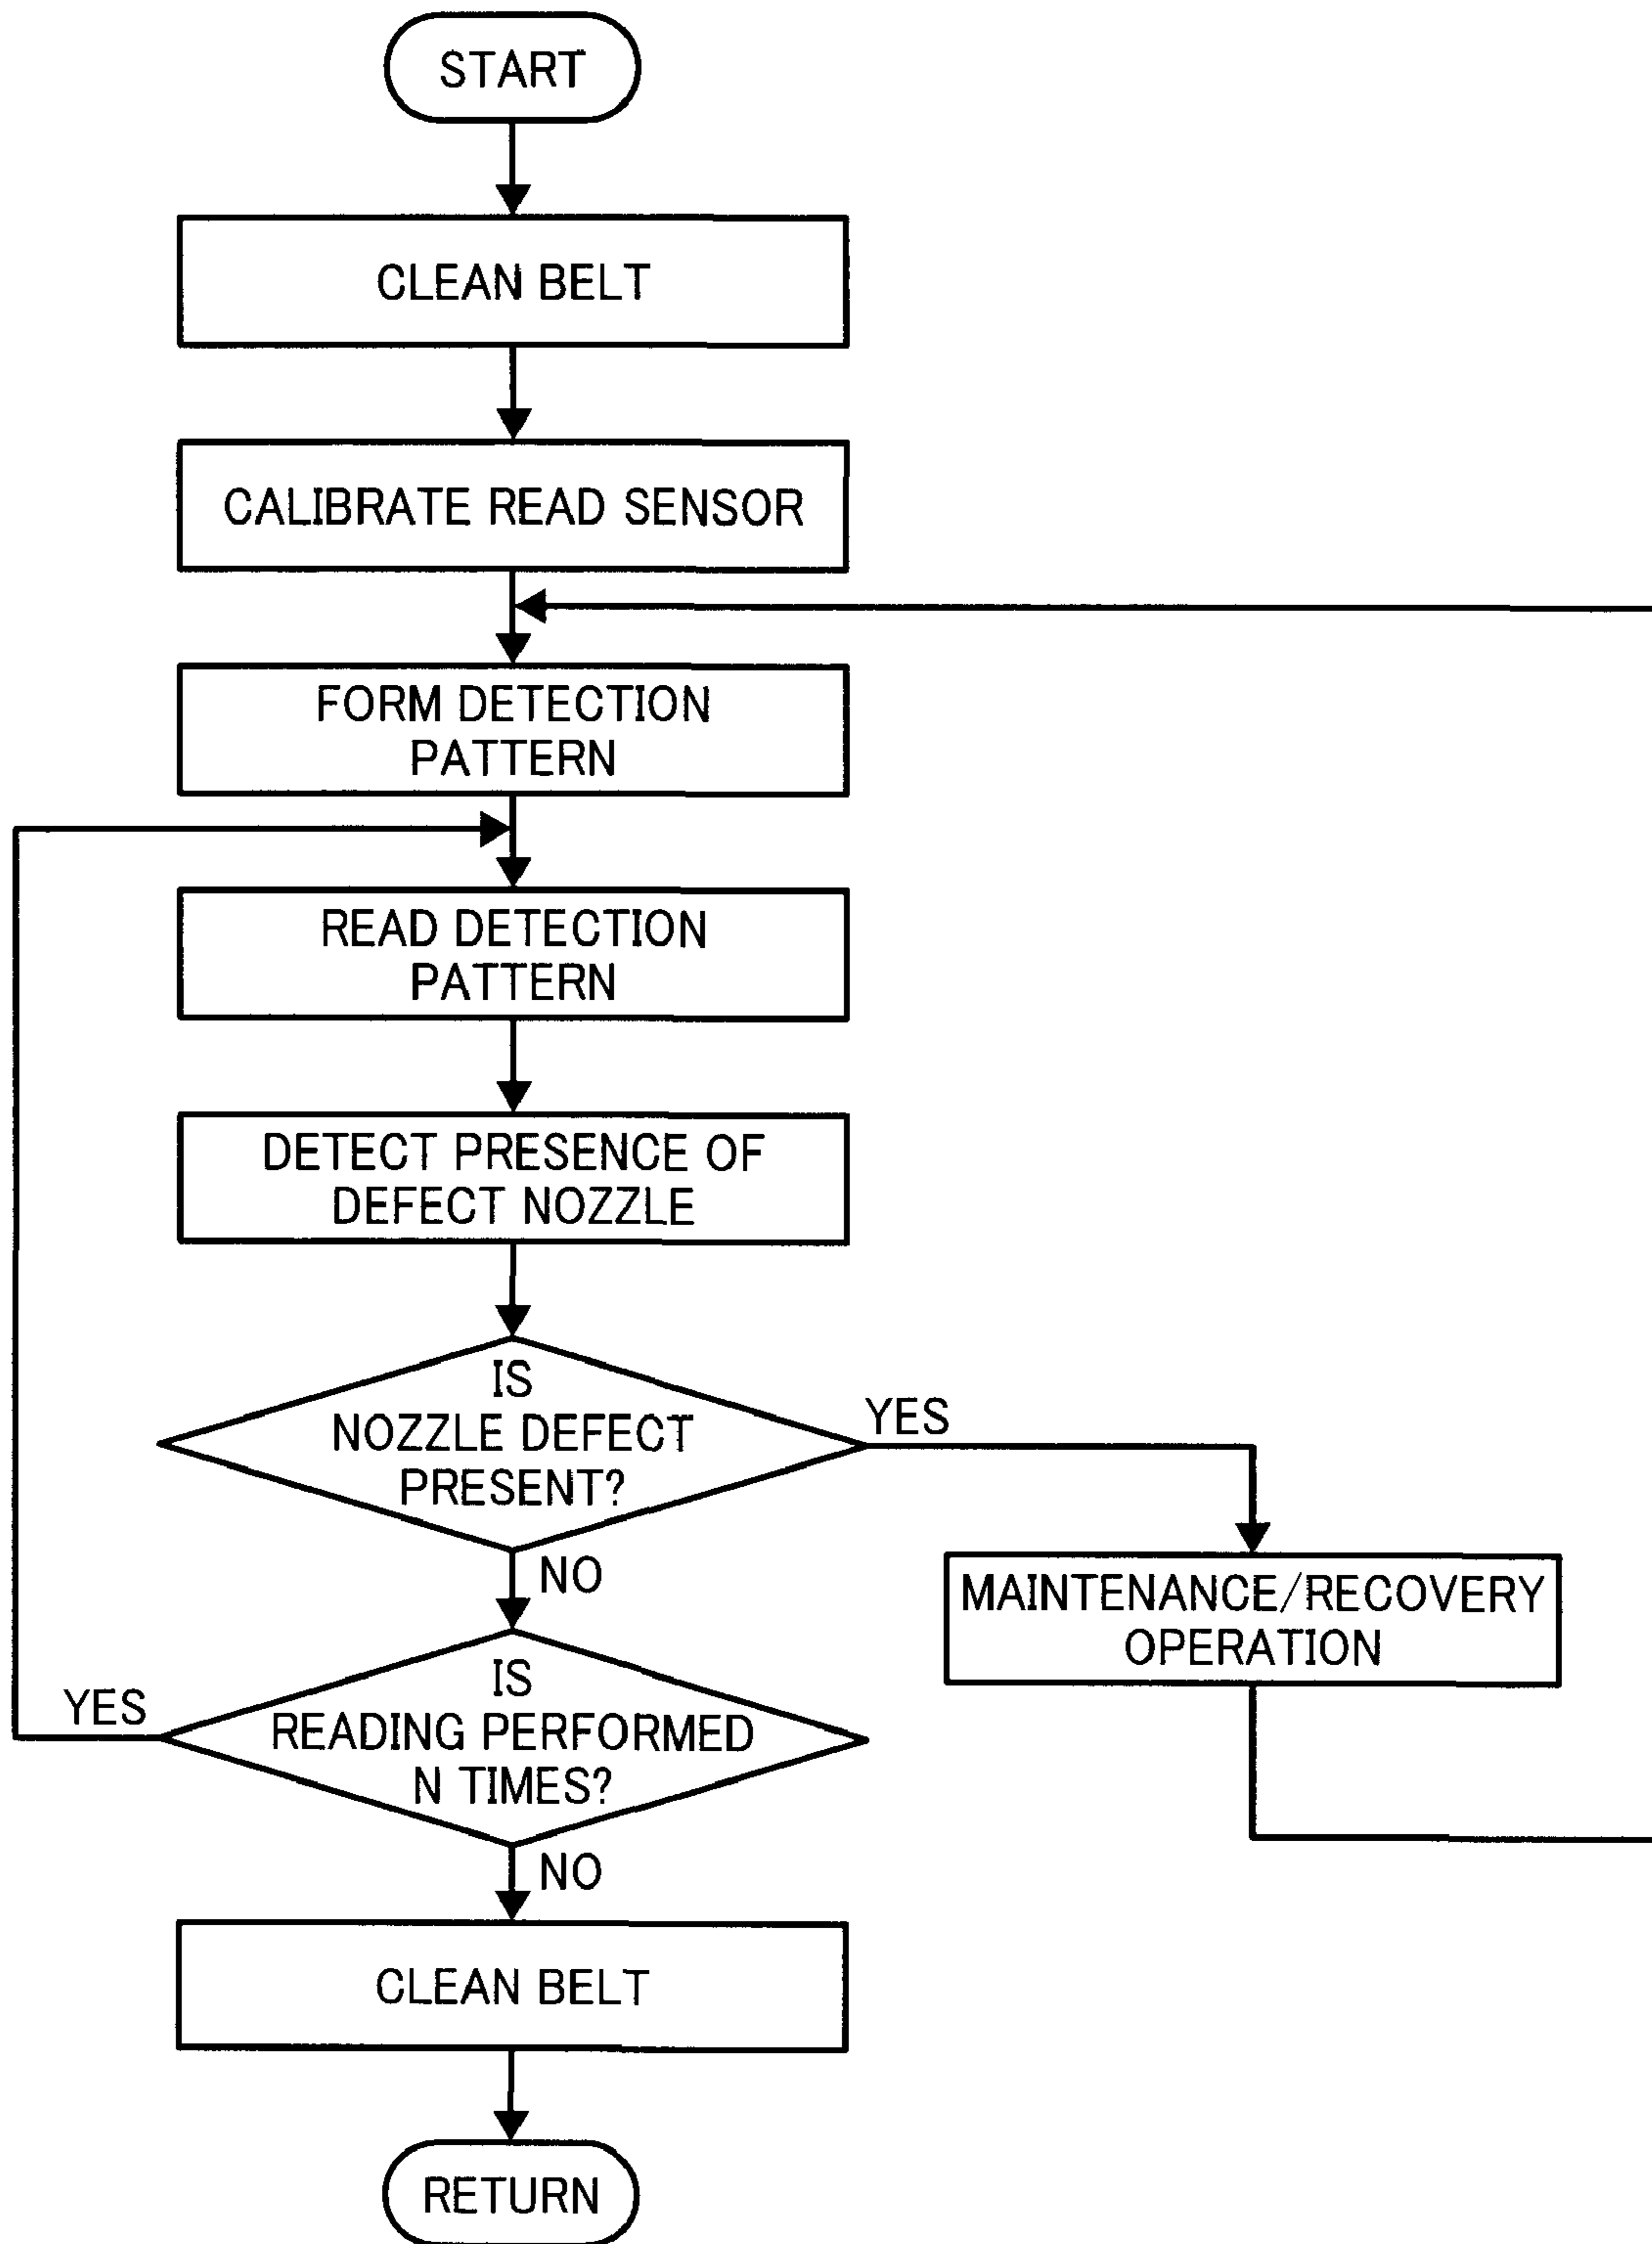 START
CLEAN BELT
CALIBRATE READ SENSOR
FORM DETECTION
PATTERN
READ DETECTION
PATTERN
DETECT PRESENCE OF
DEFECT NOZZLE
IS
NOZZLE DEFECT
PRESENT?
YES
NO
MAINTENANCE/RECOVERY
OPERATION
IS
READING PERFORMED
N TIMES?
YES
NO
CLEAN BELT
RETURN